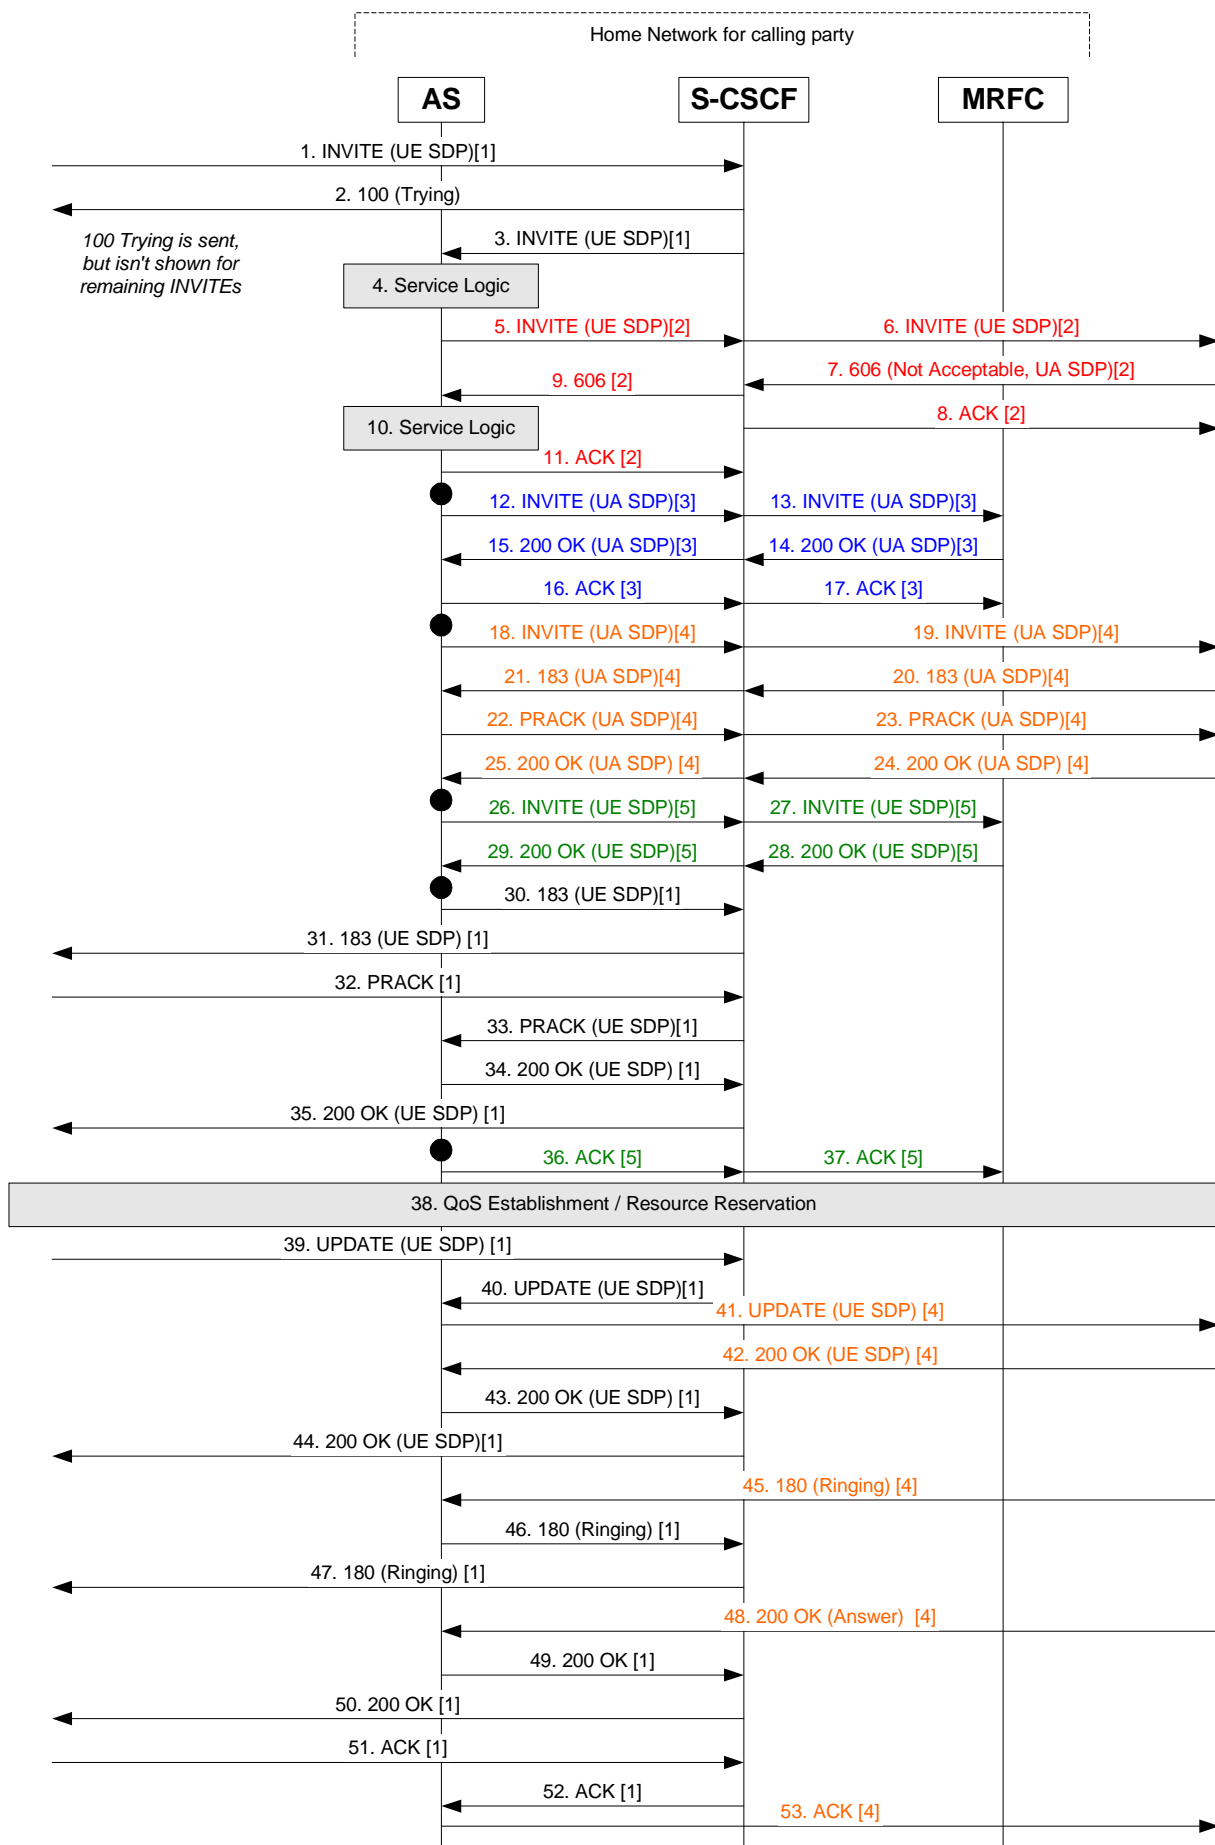 Home Network for calling party
AS
S-CSCF
MRFC
1. INVITE (UE SDP)[1]
2. 100 (Trying)
100 Trying is sent,
but isn't shown for
remaining INVITEs
3. INVITE (UE SDP)[1]
4. Service Logic
5. INVITE (UE SDP)[2]
6. INVITE (UE SDP)[2]
7. 606 (Not Acceptable, UA SDP)[2]
9. 606 [2]
8. ACK [2]
10. Service Logic
11. ACK [2]
12. INVITE (UA SDP)[3]
13. INVITE (UA SDP)[3]
15. 200 OK (UA SDP)[3]
14. 200 OK (UA SDP)[3]
16. ACK [3]
17. ACK [3]
18. INVITE (UA SDP)[4]
19. INVITE (UA SDP)[4]
21. 183 (UA SDP)[4]
20. 183 (UA SDP)[4]
22. PRACK (UA SDP)[4]
23. PRACK (UA SDP)[4]
25. 200 OK (UA SDP) [4]
24. 200 OK (UA SDP) [4]
26. INVITE (UE SDP)[5]
27. INVITE (UE SDP)[5]
29. 200 OK (UE SDP)[5]
28. 200 OK (UE SDP)[5]
30. 183 (UE SDP)[1]
31. 183 (UE SDP) [1]
32. PRACK [1]
33. PRACK (UE SDP)[1]
34. 200 OK (UE SDP) [1]
35. 200 OK (UE SDP) [1]
36. ACK [5]
37. ACK [5]
38. QoS Establishment / Resource Reservation
39. UPDATE (UE SDP) [1]
40. UPDATE (UE SDP)[1]
41. UPDATE (UE SDP) [4]
42. 200 OK (UE SDP) [4]
43. 200 OK (UE SDP) [1]
44. 200 OK (UE SDP)[1]
45. 180 (Ringing) [4]
46. 180 (Ringing) [1]
47. 180 (Ringing) [1]
48. 200 OK (Answer) [4]
49. 200 OK [1]
50. 200 OK [1]
51. ACK [1]
52. ACK [1]
53. ACK [4]